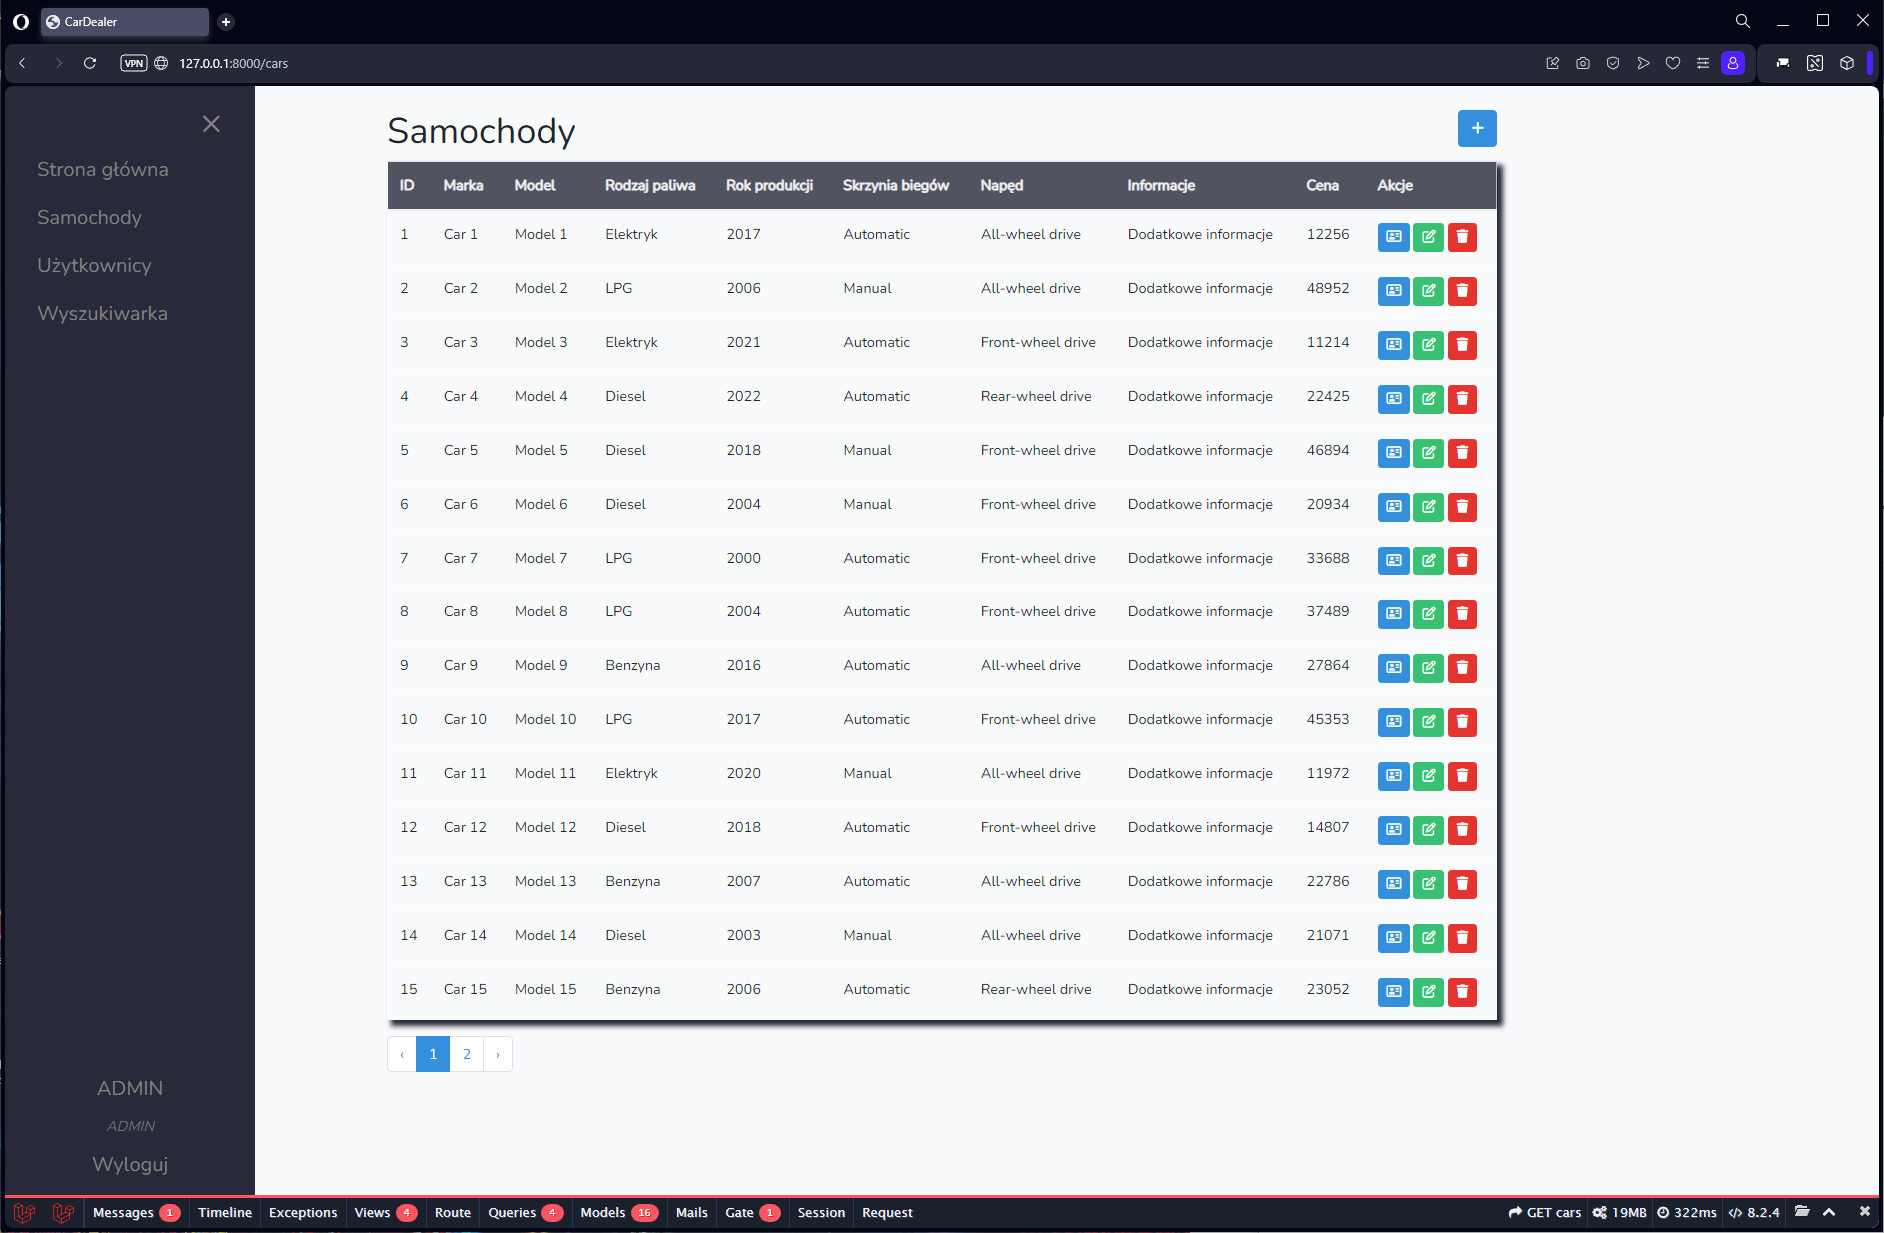 CarDealer
VPN 127.0.0.1:8000/cars
Strona główna
Samochody
Użytkownicy
Wyszukiwarka
ADMIN
ADMIN
Wyloguj
Samochody +
ID Marka Model Rodzaj paliwa Rok produkcji Skrzynia biegów Napęd Informacje Cena Akcje
1 Car 1 Model 1 Elektryk 2017 Automatic All-wheel drive Dodatkowe informacje 12256
2 Car 2 Model 2 LPG 2006 Manual All-wheel drive Dodatkowe informacje 48952
3 Car 3 Model 3 Elektryk 2021 Automatic Front-wheel drive Dodatkowe informacje 11214
4 Car 4 Model 4 Diesel 2022 Automatic Rear-wheel drive Dodatkowe informacje 22425
5 Car 5 Model 5 Diesel 2018 Manual Front-wheel drive Dodatkowe informacje 46894
6 Car 6 Model 6 Diesel 2004 Manual Front-wheel drive Dodatkowe informacje 20934
7 Car 7 Model 7 LPG 2000 Automatic Front-wheel drive Dodatkowe informacje 33688
8 Car 8 Model 8 LPG 2004 Automatic Front-wheel drive Dodatkowe informacje 37489
9 Car 9 Model 9 Benzyna 2016 Automatic All-wheel drive Dodatkowe informacje 27864
10 Car 10 Model 10 LPG 2017 Automatic Front-wheel drive Dodatkowe informacje 45353
11 Car 11 Model 11 Elektryk 2020 Manual All-wheel drive Dodatkowe informacje 11972
12 Car 12 Model 12 Diesel 2018 Automatic Front-wheel drive Dodatkowe informacje 14807
13 Car 13 Model 13 Benzyna 2007 Automatic All-wheel drive Dodatkowe informacje 22786
14 Car 14 Model 14 Diesel 2003 Manual All-wheel drive Dodatkowe informacje 21071
15 Car 15 Model 15 Benzyna 2006 Automatic Rear-wheel drive Dodatkowe informacje 23052
‹ 1 2 ›
Messages 1 Timeline Exceptions Views 4 Route Queries 4 Models 16 Mails Gate 1 Session Request GET cars 19MB 322ms 8.2.4